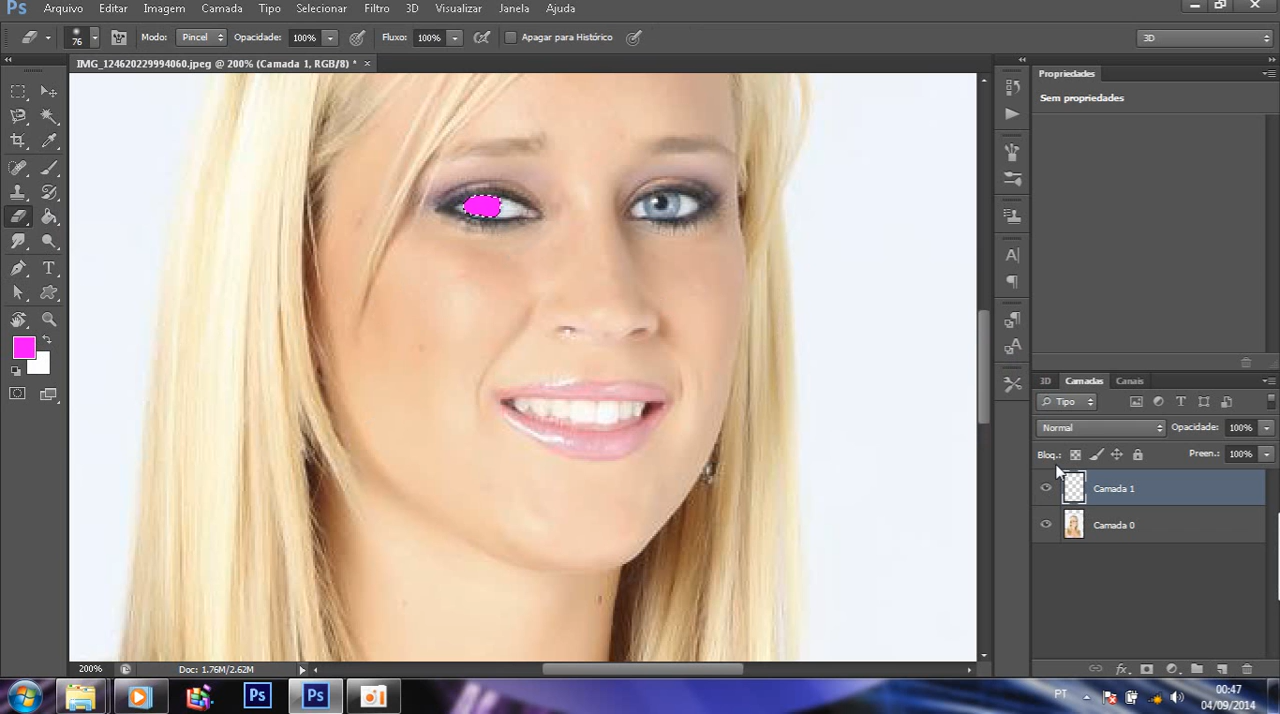 Ps Arquivo Editar Imagem Camada Tipo Selecionar Filtro 3D Visualizar Janela Ajuda
76 Modo: Pincel Opacidade: 100% Fluxo: 100% Apagar para Histórico 3D
IMG_124620229994060.jpeg @ 200% (Camada 1, RGB/8) * ×
Propriedades
Sem propriedades
3D Camadas Canais
Tipo
Normal Opacidade: 100%
Bloq.: Preen.: 100%
Camada 1
Camada 0
200% Doc: 1.76M/2.62M
Ps Ps PT 00:47
04/09/2014